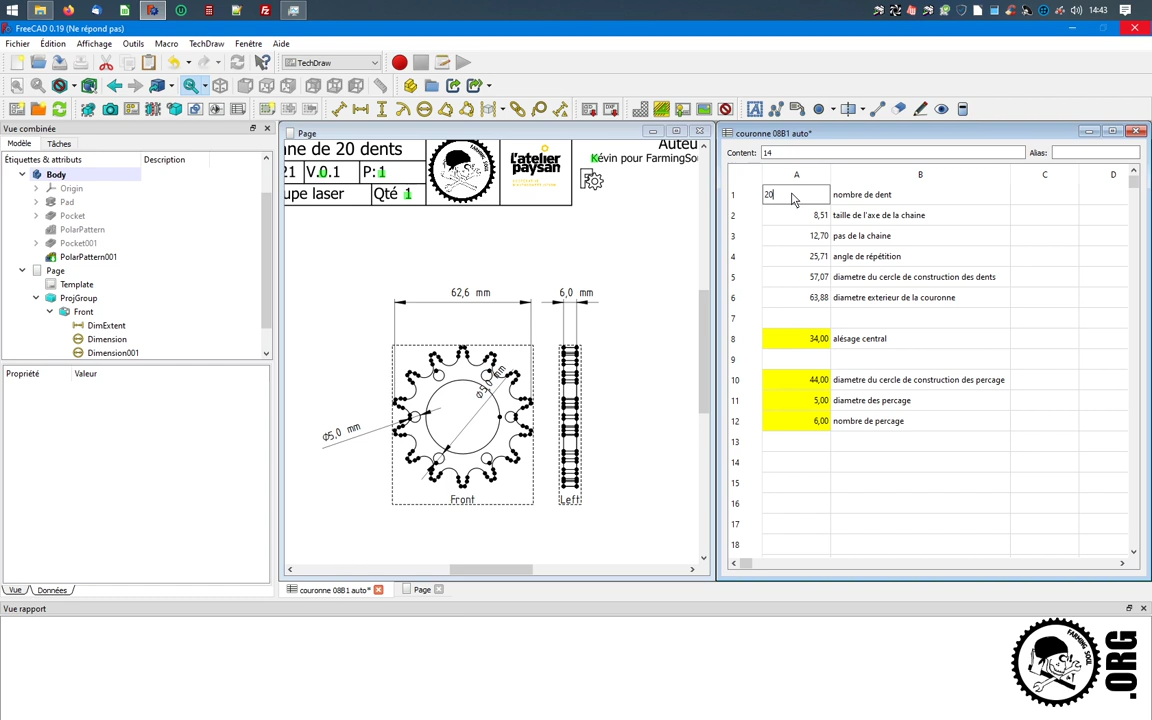 14:43
FreeCAD 0.19 (Ne répond pas)
Fichier Édition Affichage Outils Macro TechDraw Fenêtre Aide
TechDraw
Vue combinée
Modèle Tâches
Étiquettes & attributs Description
Body
Origin
Pad
Pocket
PolarPattern
Pocket001
PolarPattern001
Page
Template
ProjGroup
Front
DimExtent
Dimension
Dimension001
Propriété Valeur
Vue Données
Page
nne de 20 dents
21 V.0.1 P:1
upe laser Qté 1
FARMING SOUL
l'atelier paysan
Auteu
Kévin pour FarmingSou
62,6 mm
6,0 mm
Ø5,0 mm
Front
Left
couronne 08B1 auto*
Content: 14 Alias:
A B C D
1 20 nombre de dent
2 8,51 taille de l'axe de la chaine
3 12,70 pas de la chaine
4 25,71 angle de répétition
5 57,07 diametre du cercle de construction des dents
6 63,88 diametre exterieur de la couronne
7
8 34,00 alésage central
9
10 44,00 diametre du cercle de construction des percage
11 5,00 diametre des percage
12 6,00 nombre de percage
13
14
15
16
17
18
couronne 08B1 auto* Page
Vue rapport
FARMING SOUL
.ORG